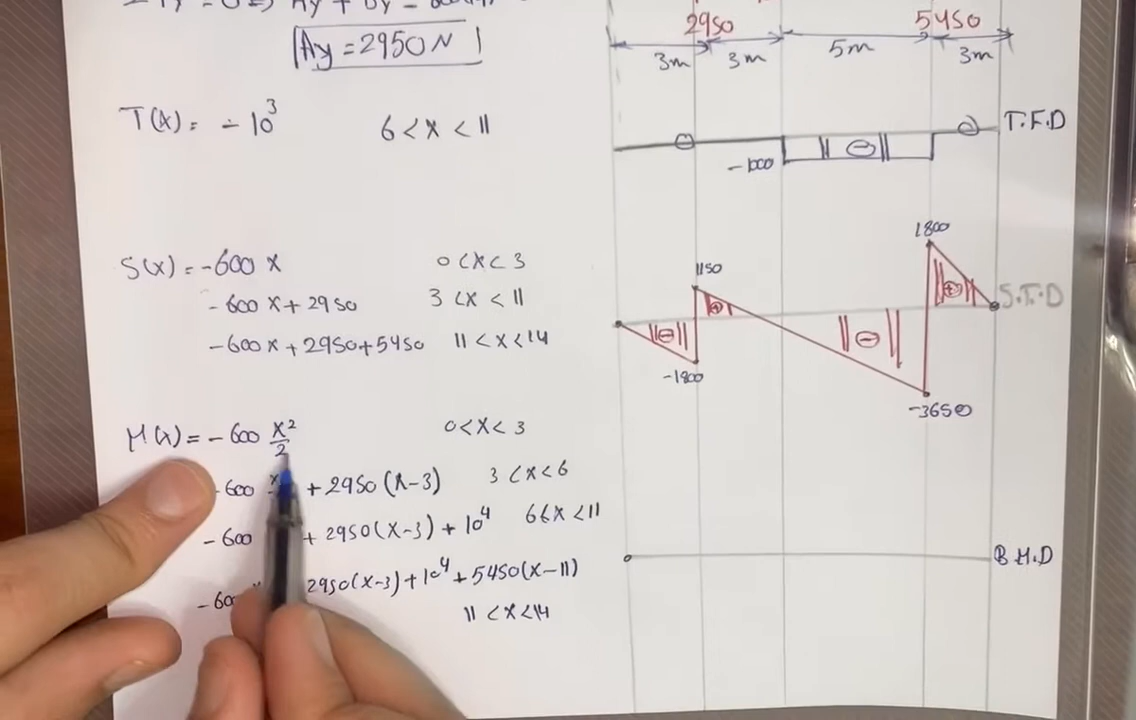 Ay = 2950 N
T(x) = - 10³ 6 < x < 11
S(x) = -600 x 0 < x < 3
- 600 x + 2950 3 < x < 11
-600x + 2950+5450 11 < x < 14
M(x) = - 600 x²/2 0 < x < 3
-600 + 2950 (x-3) 3 < x < 6
- 600 + 2950(x-3) + 10⁴ 6 < x < 11
2950(x-3) + 10⁴ + 5450(x-11)
11 < x < 14
2950 5450
3m 3m 5m 3m
T.F.D
-1000
1800
1150
S.F.D
-1800
-3650
B.M.D